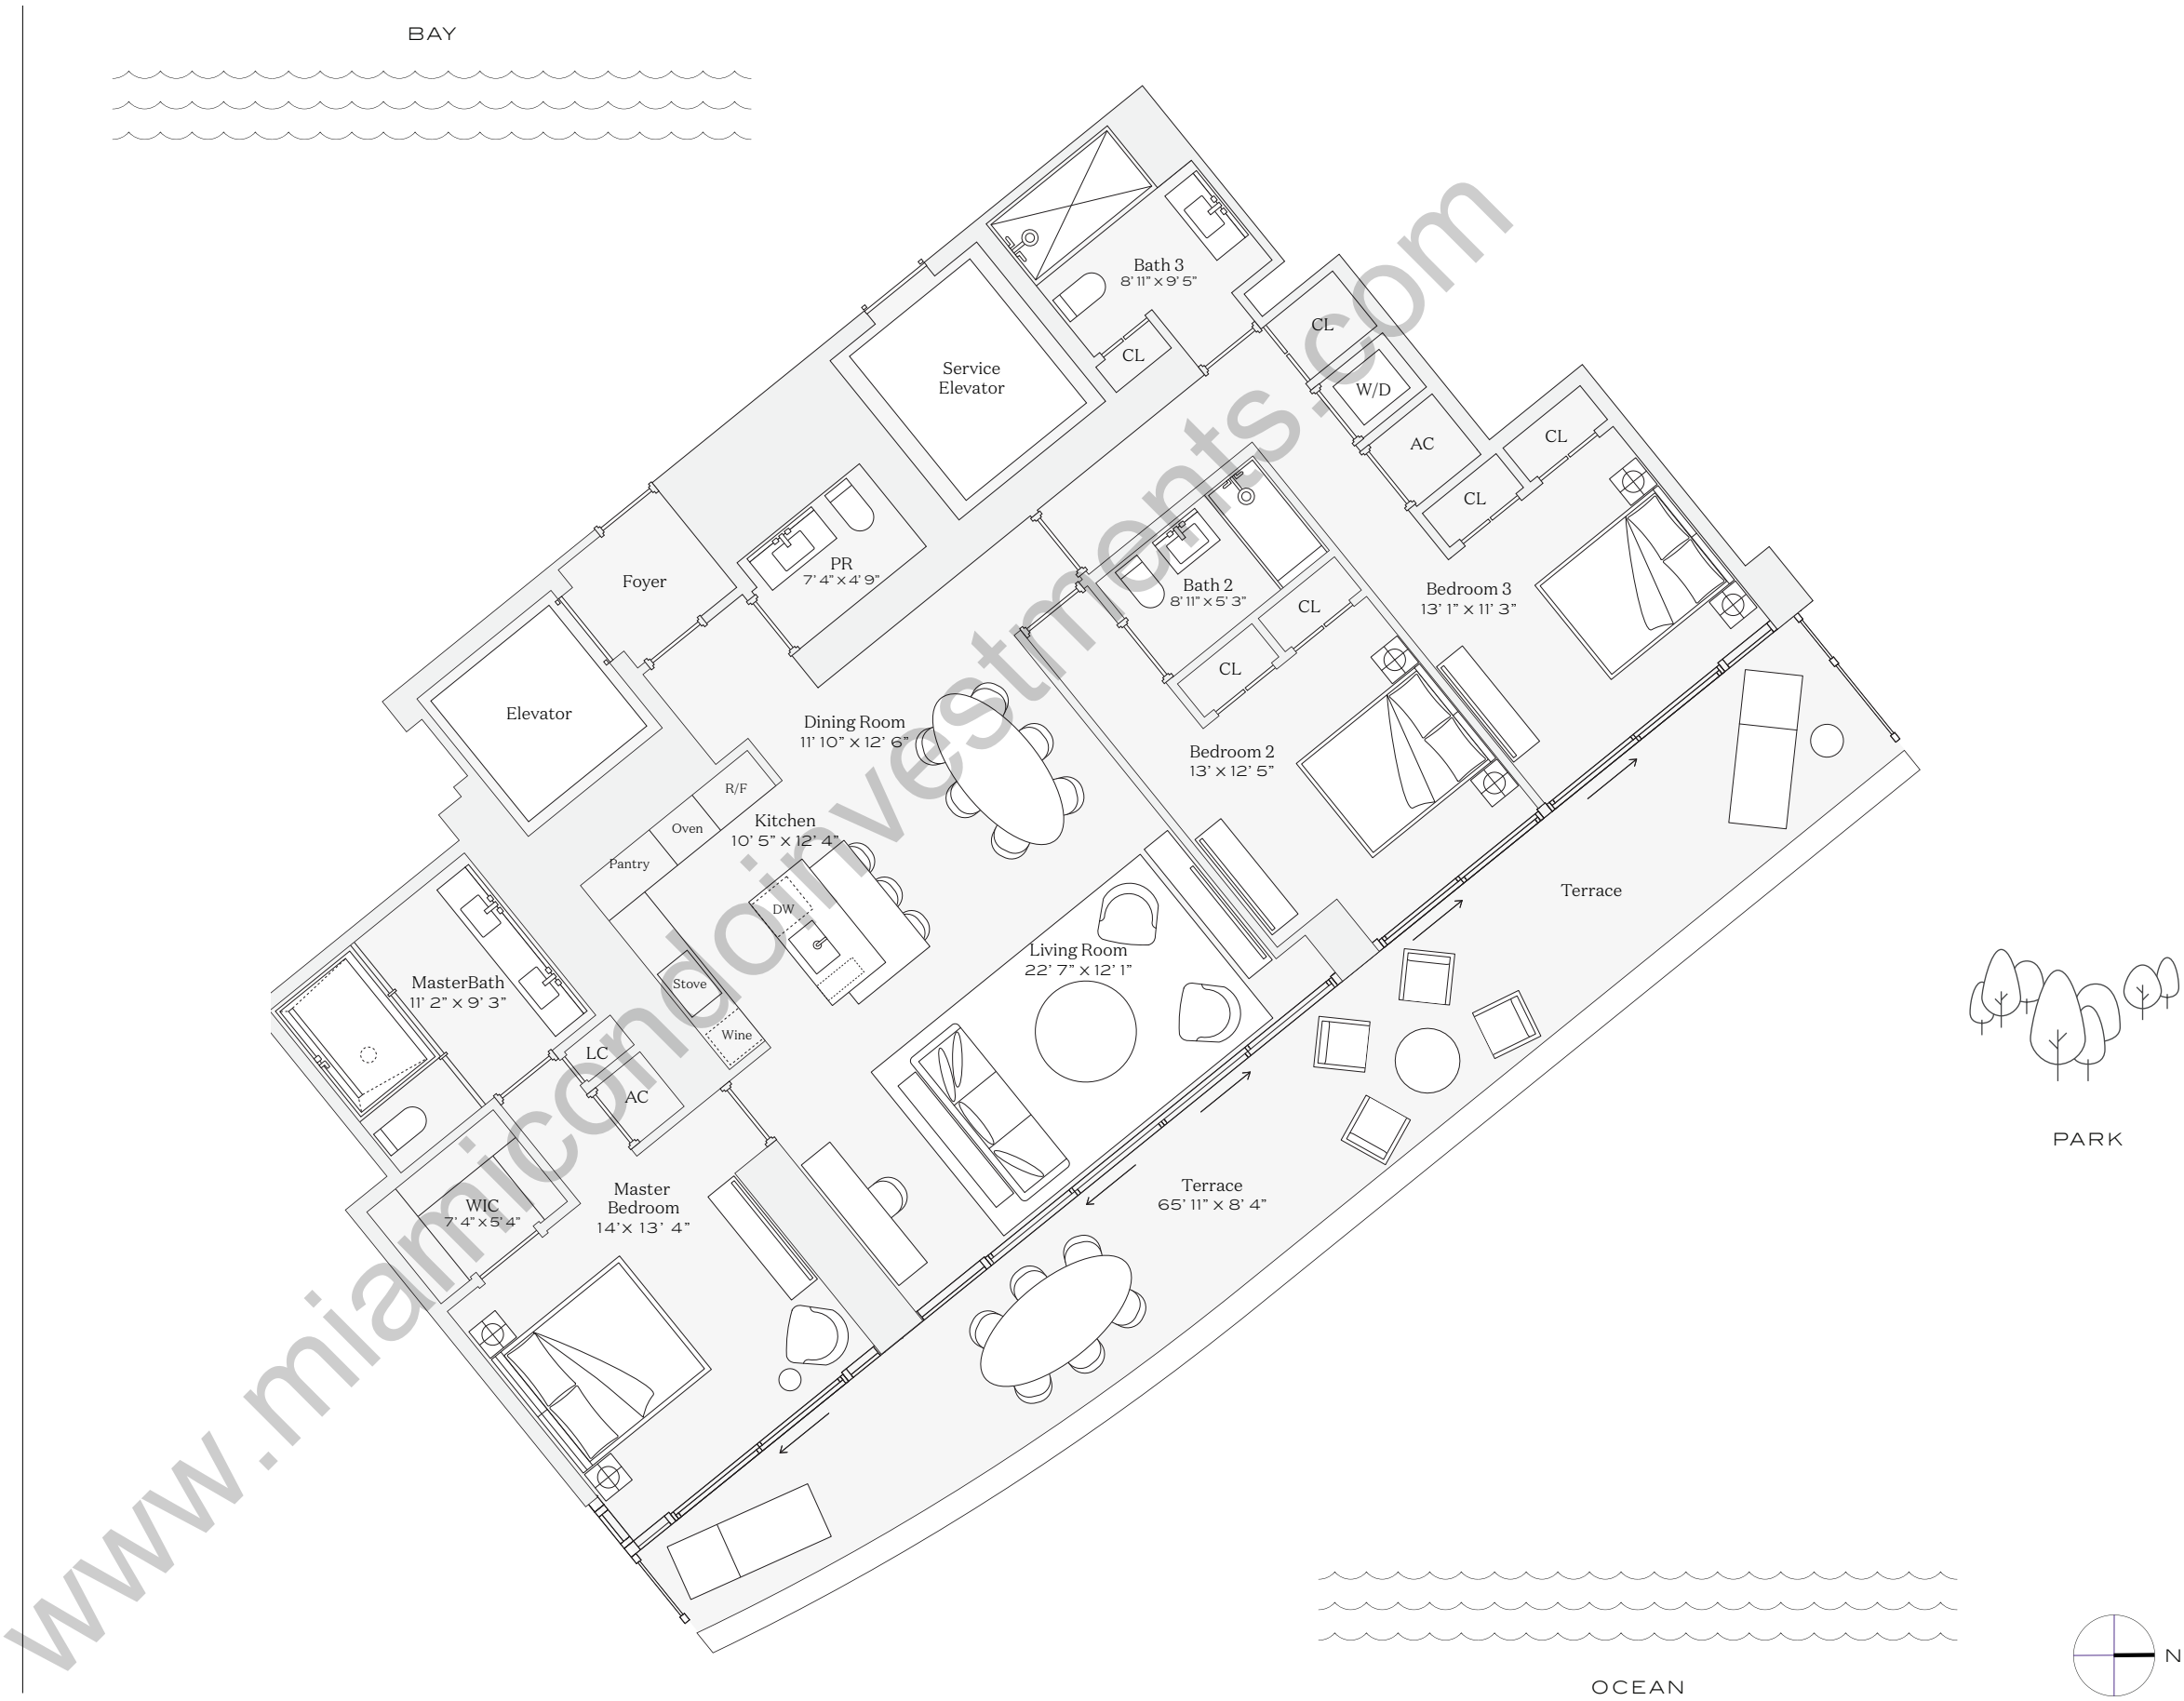 BAY
Bath 3
8' 11" x 9' 5"
CL
CL
Service
Elevator
W/D
AC
CL
CL
Foyer
PR
7' 4" x 4' 9"
Bath 2
8' 11" x 5' 3"
CL
CL
Bedroom 3
13' 1" x 11' 3"
Elevator
Dining Room
11' 10" x 12' 6"
Bedroom 2
13' x 12' 5"
R/F
Oven
Pantry
Kitchen
10' 5" x 12' 4"
DW
Terrace
Living Room
22' 7" x 12' 1"
MasterBath
11' 2" x 9' 3"
Stove
Wine
LC
AC
PARK
Master
Bedroom
14' x 13' 4"
WIC
7' 4" x 5' 4"
Terrace
65' 11" x 8' 4"
OCEAN
N
www.miamicondoinvestments.com